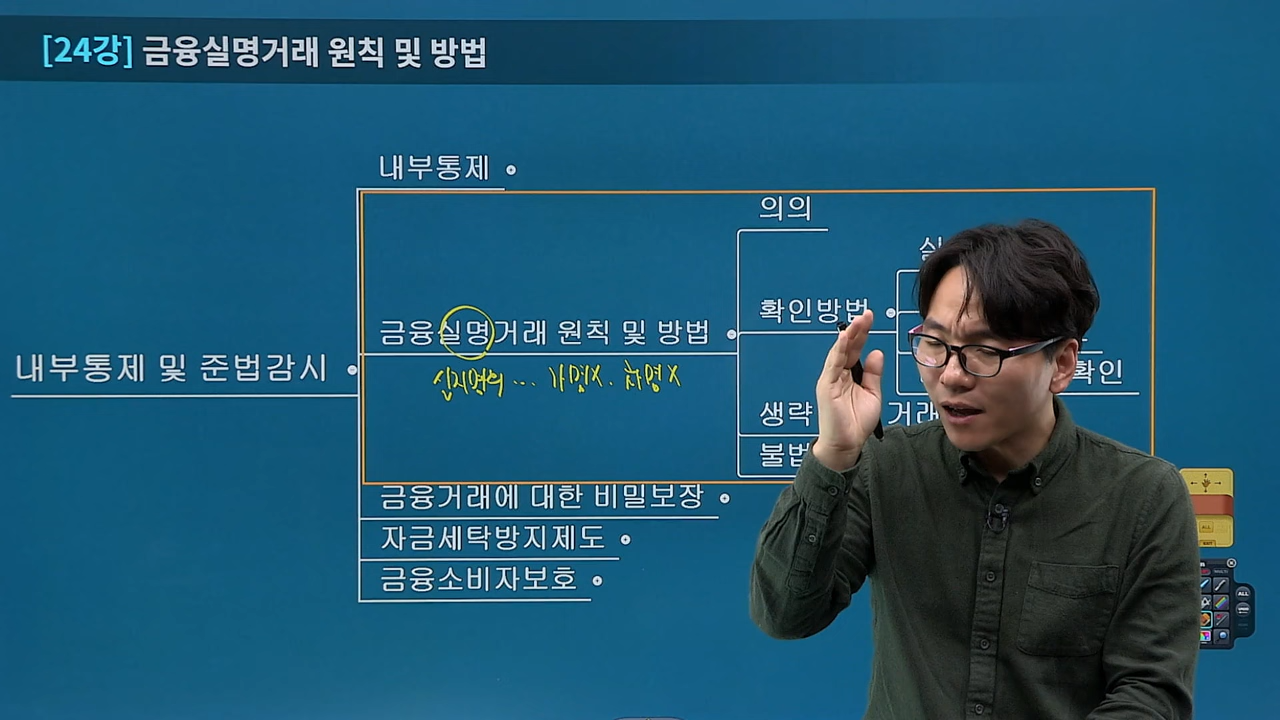 [24강] 금융실명거래 원칙 및 방법
내부통제
의의
실
확인방법
금융실명거래 원칙 및 방법
내부통제 및 준법감시
실지명의 … 가명X. 차명X
확인
생략
거래
불법
금융거래에 대한 비밀보장
자금세탁방지제도
금융소비자보호
ALL
ALL